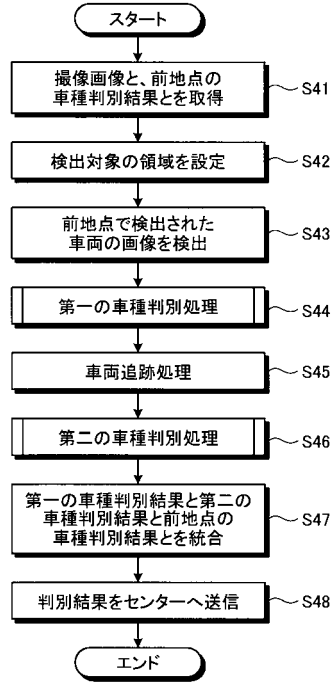 スタート
撮像画像と、前地点の
車種判別結果とを取得
S41
検出対象の領域を設定
S42
前地点で検出された
車両の画像を検出
S43
第一の車種判別処理
S44
車両追跡処理
S45
第二の車種判別処理
S46
第一の車種判別結果と第二の
車種判別結果と前地点の
車種判別結果とを統合
S47
判別結果をセンターへ送信
S48
エンド